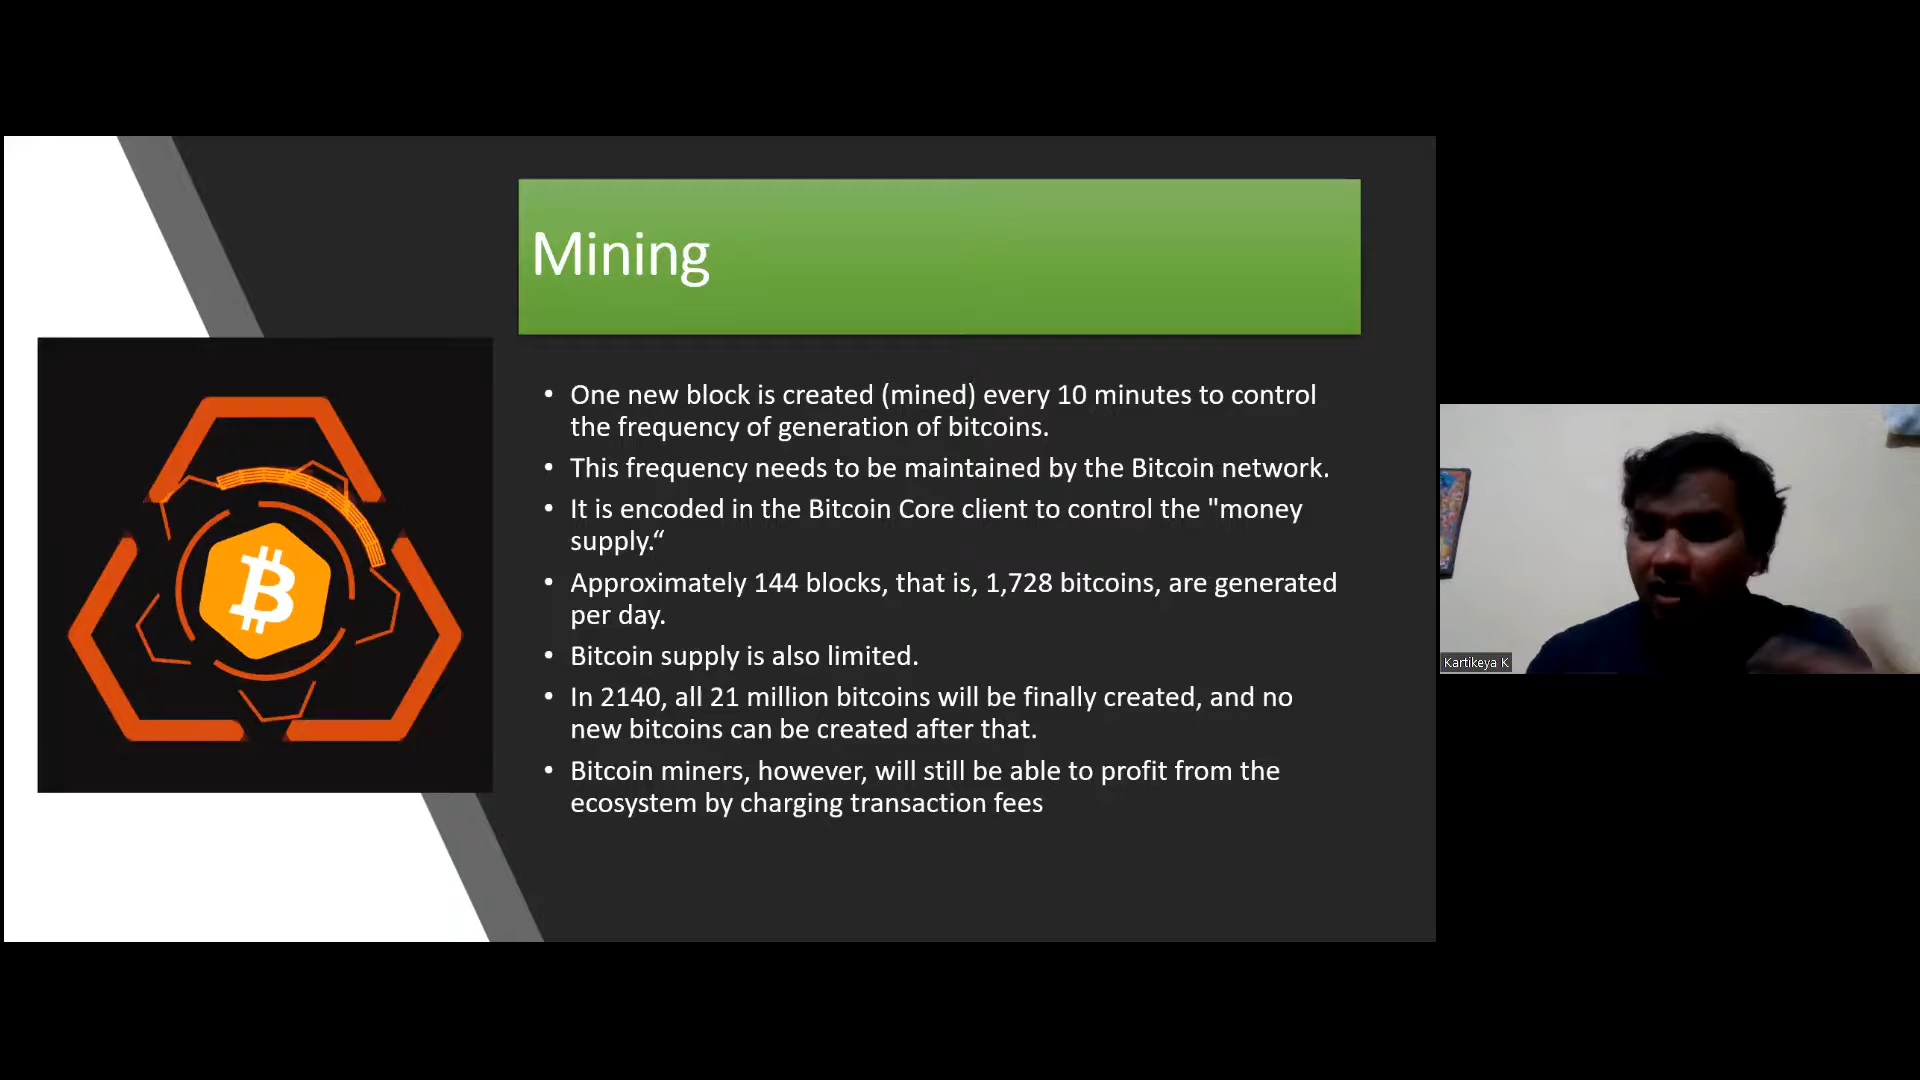 Mining
• One new block is created (mined) every 10 minutes to control
the frequency of generation of bitcoins.
• This frequency needs to be maintained by the Bitcoin network.
• It is encoded in the Bitcoin Core client to control the "money
supply.“
• Approximately 144 blocks, that is, 1,728 bitcoins, are generated
per day.
• Bitcoin supply is also limited.
• In 2140, all 21 million bitcoins will be finally created, and no
new bitcoins can be created after that.
• Bitcoin miners, however, will still be able to profit from the
ecosystem by charging transaction fees
Kartikeya K